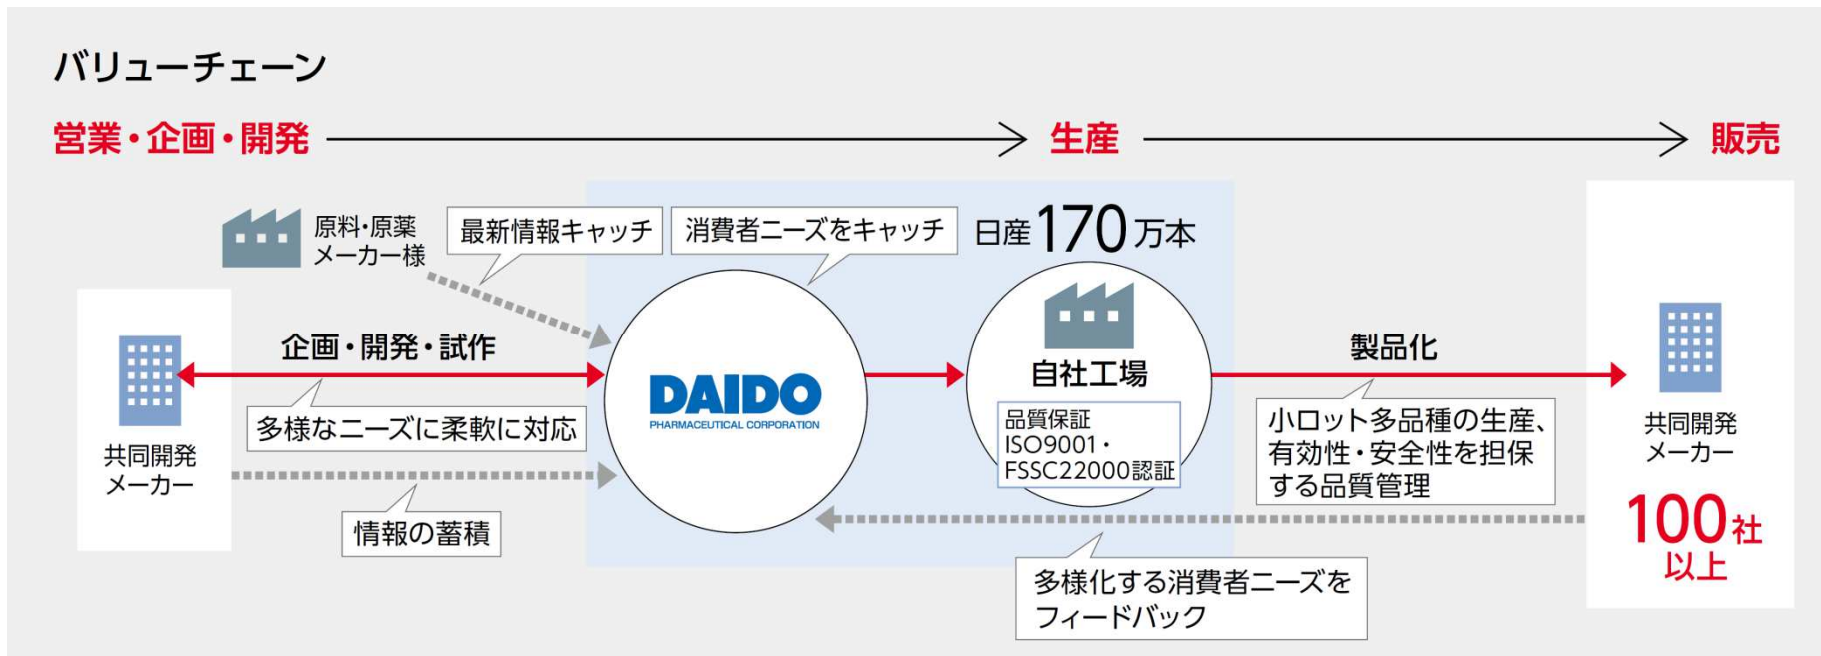 バリューチェーン
営業・企画・開発
生産
販売
原料・原薬
メーカー様
最新情報キャッチ
消費者ニーズをキャッチ
日産170万本
企画・開発・試作
多様なニーズに柔軟に対応
共同開発
メーカー
情報の蓄積
DAIDO
PHARMACEUTICAL CORPORATION
自社工場
品質保証
ISO9001・
FSSC22000認証
製品化
小ロット多品種の生産、
有効性・安全性を担保
する品質管理
多様化する消費者ニーズを
フィードバック
共同開発
メーカー
100社
以上